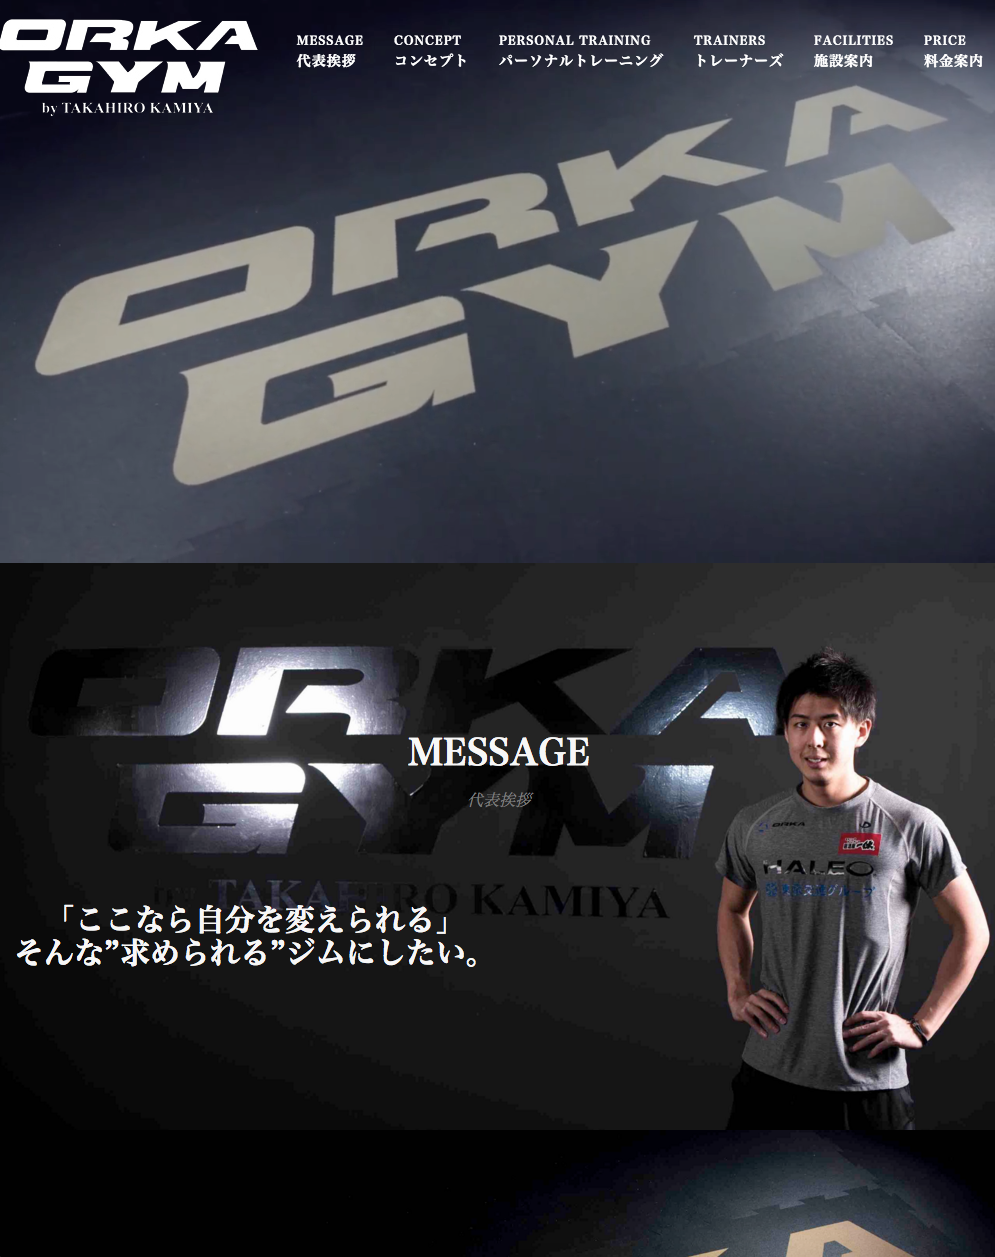 ORKA
GYM
by TAKAHIRO KAMIYA
MESSAGE
代表挨拶
CONCEPT
コンセプト
PERSONAL TRAINING
パーソナルトレーニング
TRAINERS
トレーナーズ
FACILITIES
施設案内
PRICE
料金案内
ORKA
GYM
ORKA
GYM
TAKAHIRO KAMIYA
MESSAGE
代表挨拶
「ここなら自分を変えられる」
そんな”求められる”ジムにしたい。
ORKA
HALEO